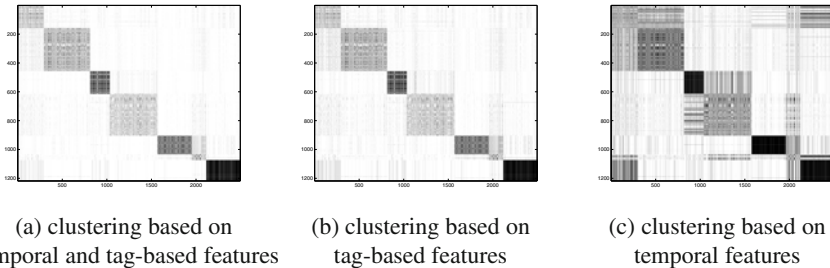 200
400
600
800
1000
1200
500 1000 1500 2000
200
400
600
800
1000
1200
500 1000 1500 2000
200
400
600
800
1000
1200
500 1000 1500 2000
(a) clustering based on
mporal and tag-based features
(b) clustering based on
tag-based features
(c) clustering based on
temporal features